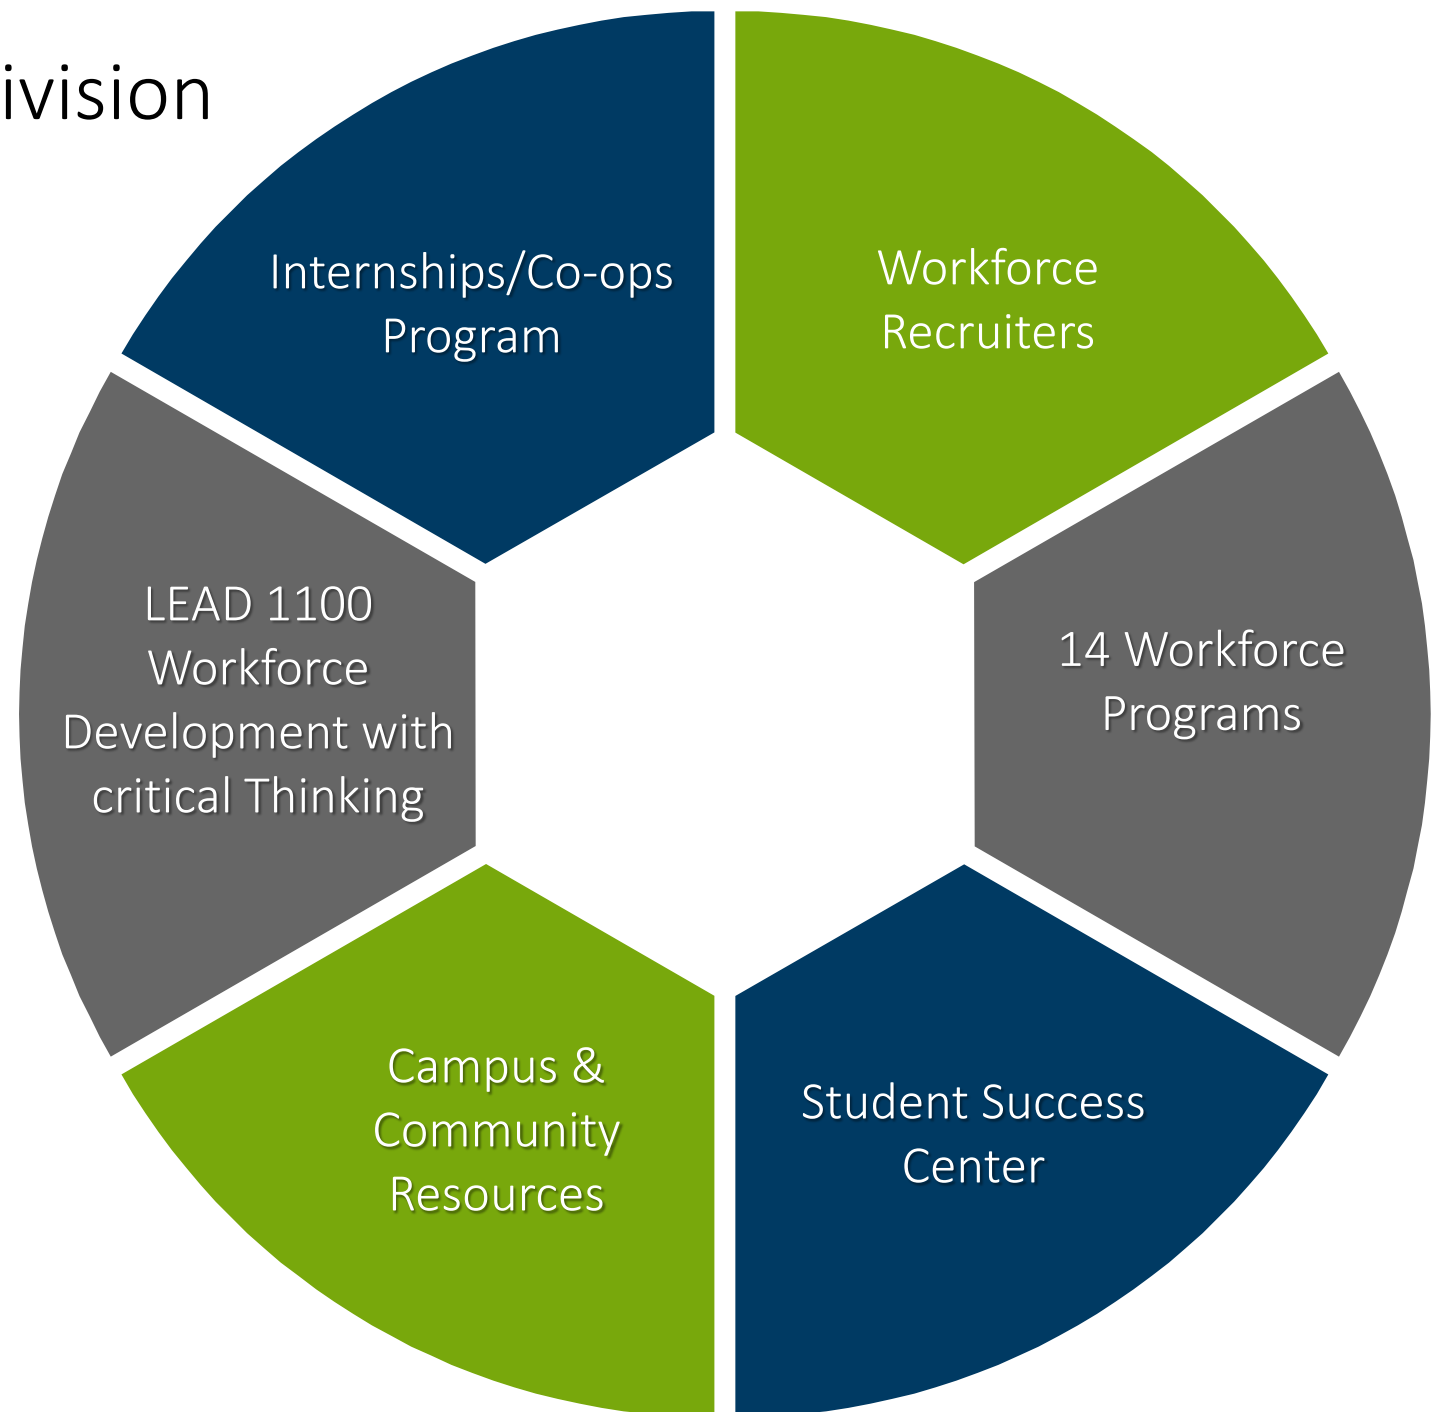 ivision
Internships/Co-ops
Program
Workforce
Recruiters
LEAD 1100
Workforce
Development with
critical Thinking
14 Workforce
Programs
Campus &
Community
Resources
Student Success
Center